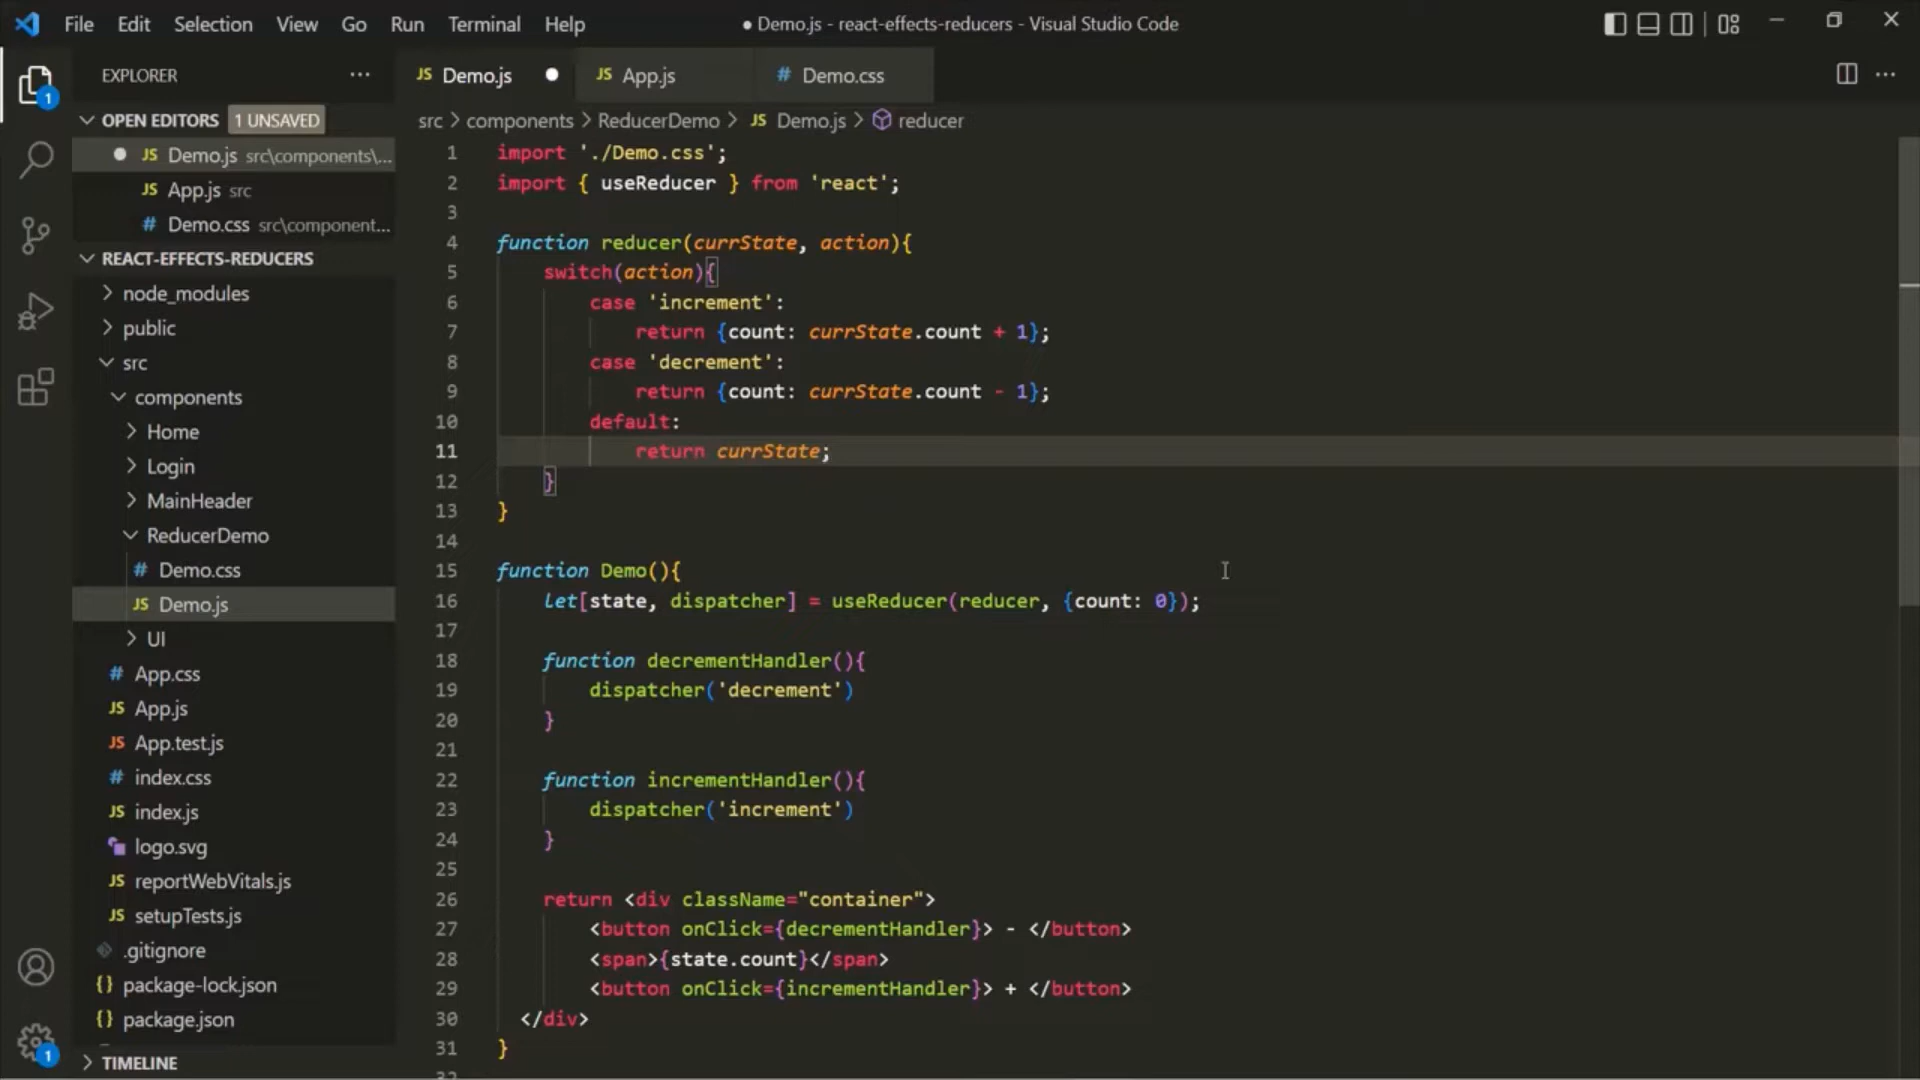 File Edit Selection View Go Run Terminal Help
● Demo.js - react-effects-reducers - Visual Studio Code
EXPLORER
OPEN EDITORS 1 UNSAVED
JS Demo.js src\components\...
JS App.js src
# Demo.css src\component...
REACT-EFFECTS-REDUCERS
node_modules
public
src
components
Home
Login
MainHeader
ReducerDemo
# Demo.css
JS Demo.js
UI
# App.css
JS App.js
JS App.test.js
# index.css
JS index.js
logo.svg
JS reportWebVitals.js
JS setupTests.js
.gitignore
{} package-lock.json
{} package.json
TIMELINE
1
1
JS Demo.js
JS App.js
# Demo.css
src > components > ReducerDemo > JS Demo.js > reducer
1 import './Demo.css';
2 import { useReducer } from 'react';
3
4 function reducer(currState, action){
5 switch(action){
6 case 'increment':
7 return {count: currState.count + 1};
8 case 'decrement':
9 return {count: currState.count - 1};
10 default:
11 return currState;
12 }
13 }
14
15 function Demo(){
16 let[state, dispatcher] = useReducer(reducer, {count: 0});
17
18 function decrementHandler(){
19 dispatcher('decrement')
20 }
21
22 function incrementHandler(){
23 dispatcher('increment')
24 }
25
26 return <div className="container">
27 <button onClick={decrementHandler}> - </button>
28 <span>{state.count}</span>
29 <button onClick={incrementHandler}> + </button>
30 </div>
31 }
32